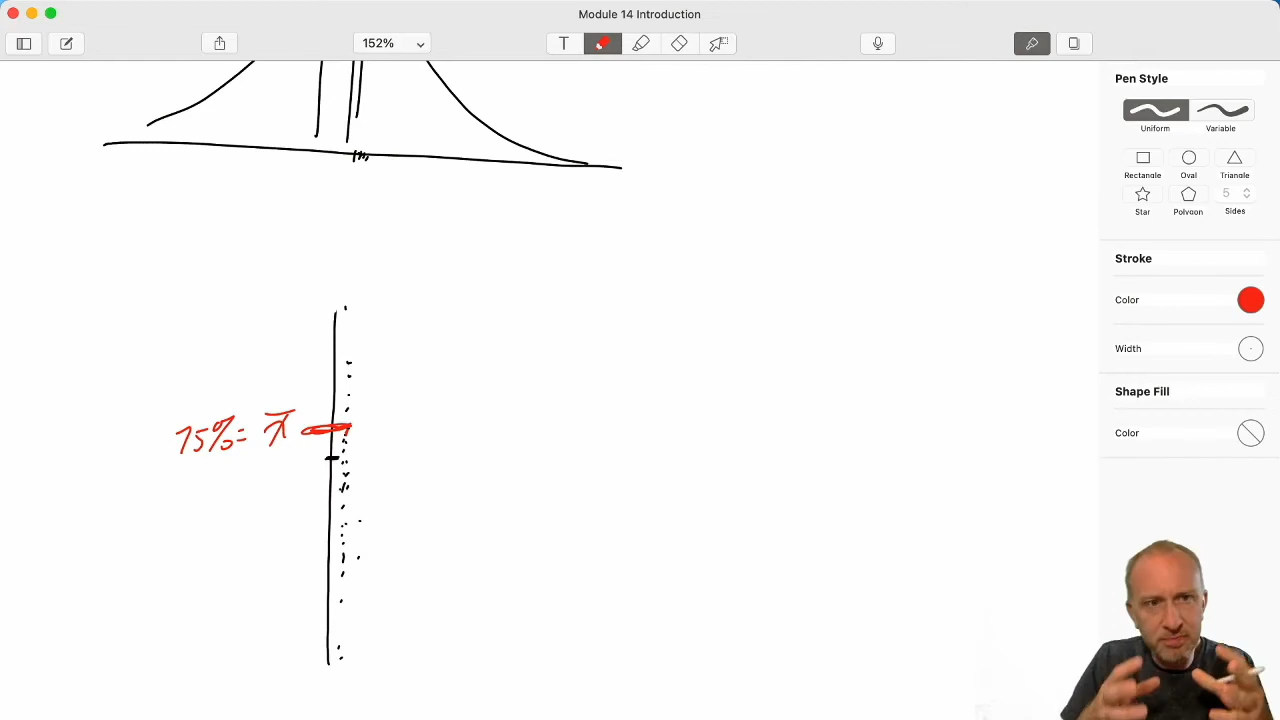 Module 14 Introduction
152%
T
Pen Style
Uniform Variable
Rectangle Oval Triangle
5
Star Polygon Sides
Stroke
Color
Width
Shape Fill
Color
75% = x̄